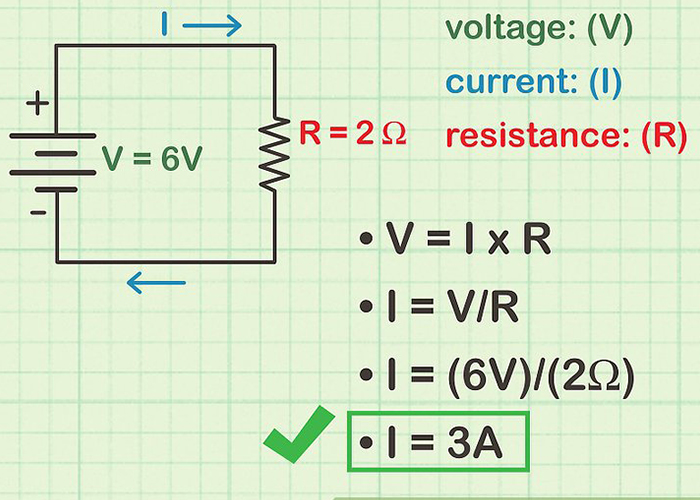 I
voltage: (V)
current: (I)
resistance: (R)
+
V = 6V
R = 2 Ω
-
• V = I x R
• I = V/R
• I = (6V)/(2Ω)
• I = 3A